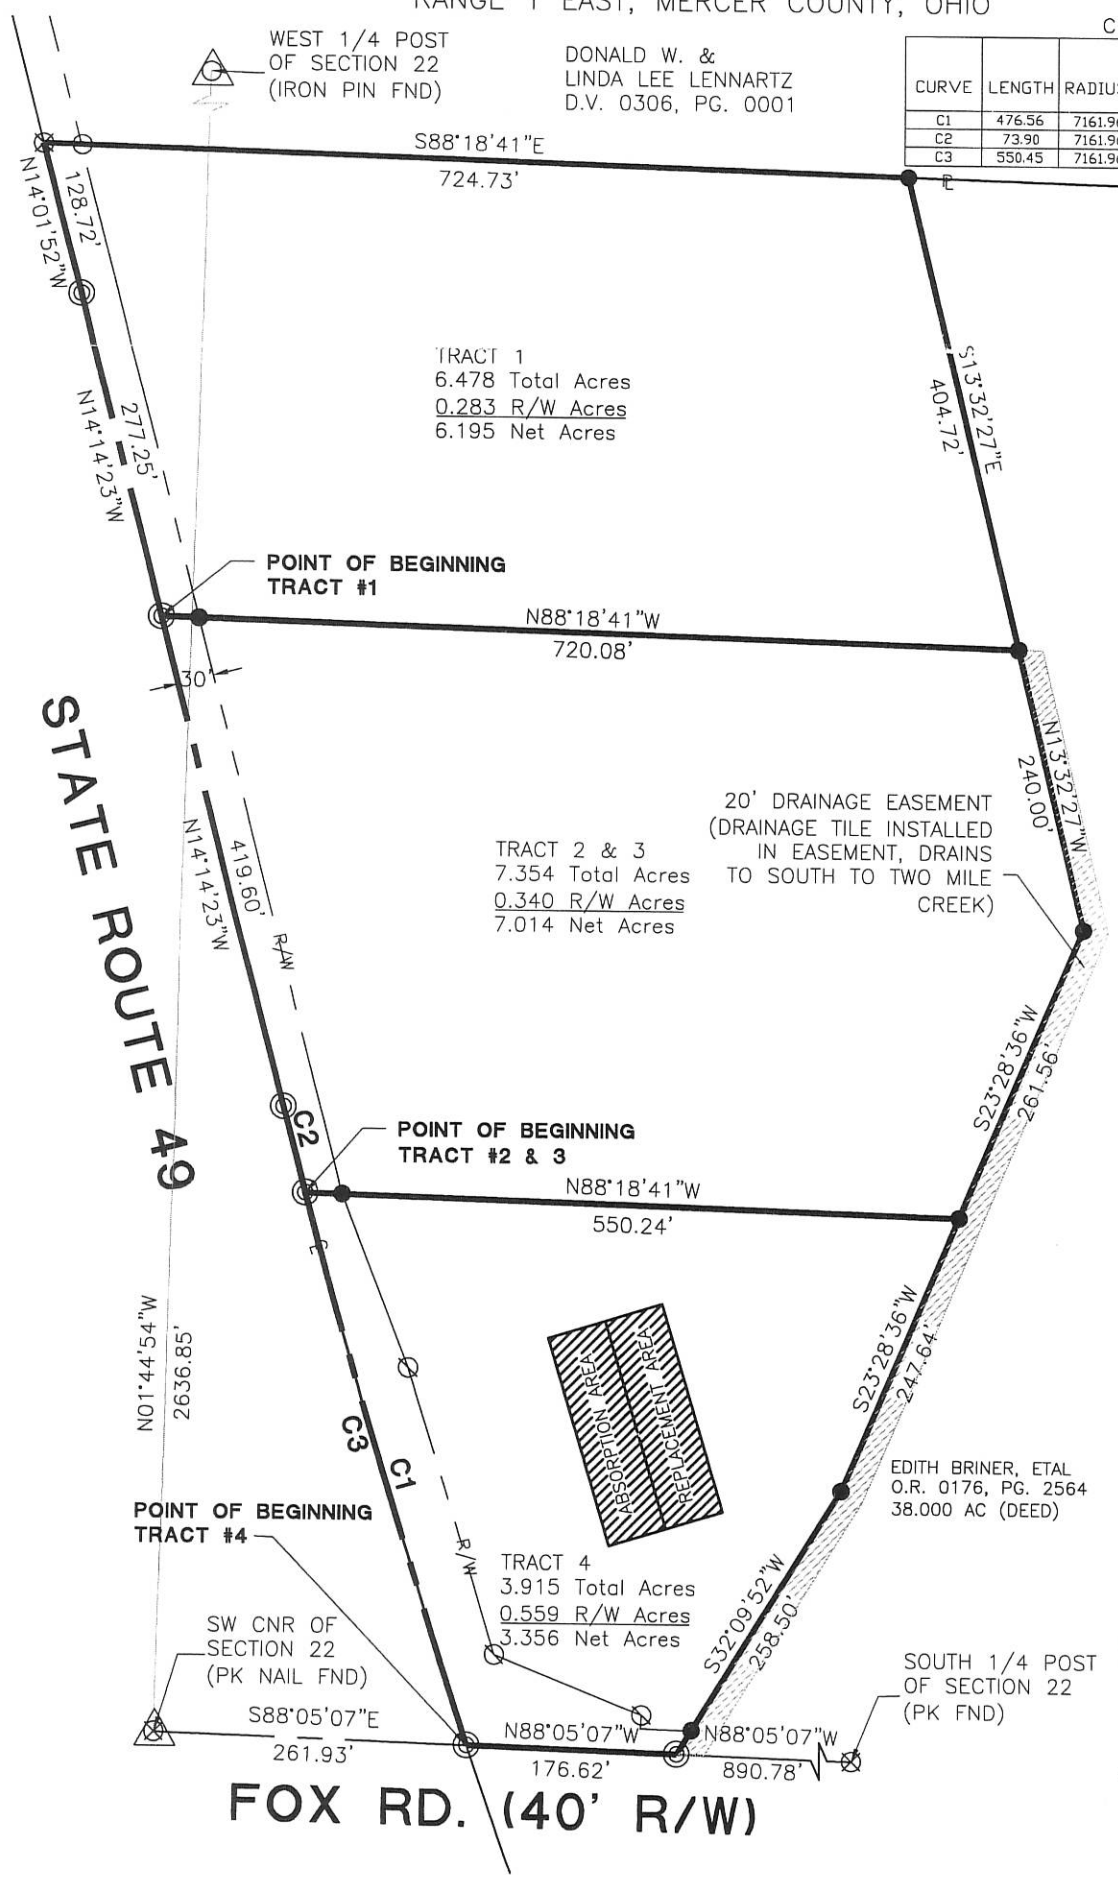 RANGE 1 EAST, MERCER COUNTY, OHIO
WEST 1/4 POST
OF SECTION 22
(IRON PIN FND)
DONALD W. &
LINDA LEE LENNARTZ
D.V. 0306, PG. 0001
C
CURVE LENGTH RADIUS
C1 476.56 7161.96
C2 73.90 7161.96
C3 550.45 7161.96
S88°18'41"E
724.73'
PL
N14°01'52"W
128.72'
TRACT 1
6.478 Total Acres
0.283 R/W Acres
6.195 Net Acres
S13°32'27"E
404.72'
277.25'
N14°14'23"W
POINT OF BEGINNING
TRACT #1
N88°18'41"W
720.08'
30'
STATE ROUTE 49
N13°32'27"W
240.00'
20' DRAINAGE EASEMENT
(DRAINAGE TILE INSTALLED
IN EASEMENT, DRAINS
TO SOUTH TO TWO MILE
CREEK)
419.60'
N14°14'23"W
R/W
TRACT 2 & 3
7.354 Total Acres
0.340 R/W Acres
7.014 Net Acres
S23°28'36"W
261.56'
C2
POINT OF BEGINNING
TRACT #2 & 3
N88°18'41"W
550.24'
N01°44'54"W
2636.85'
ABSORPTION AREA
REPLACEMENT AREA
S23°28'36"W
247.64'
C3
C1
EDITH BRINER, ETAL
O.R. 0176, PG. 2564
38.000 AC (DEED)
POINT OF BEGINNING
TRACT #4
R/W
TRACT 4
3.915 Total Acres
0.559 R/W Acres
3.356 Net Acres
S32°09'52"W
258.50'
SW CNR OF
SECTION 22
(PK NAIL FND)
SOUTH 1/4 POST
OF SECTION 22
(PK FND)
S88°05'07"E
261.93'
N88°05'07"W
176.62'
N88°05'07"W
890.78'
FOX RD. (40' R/W)